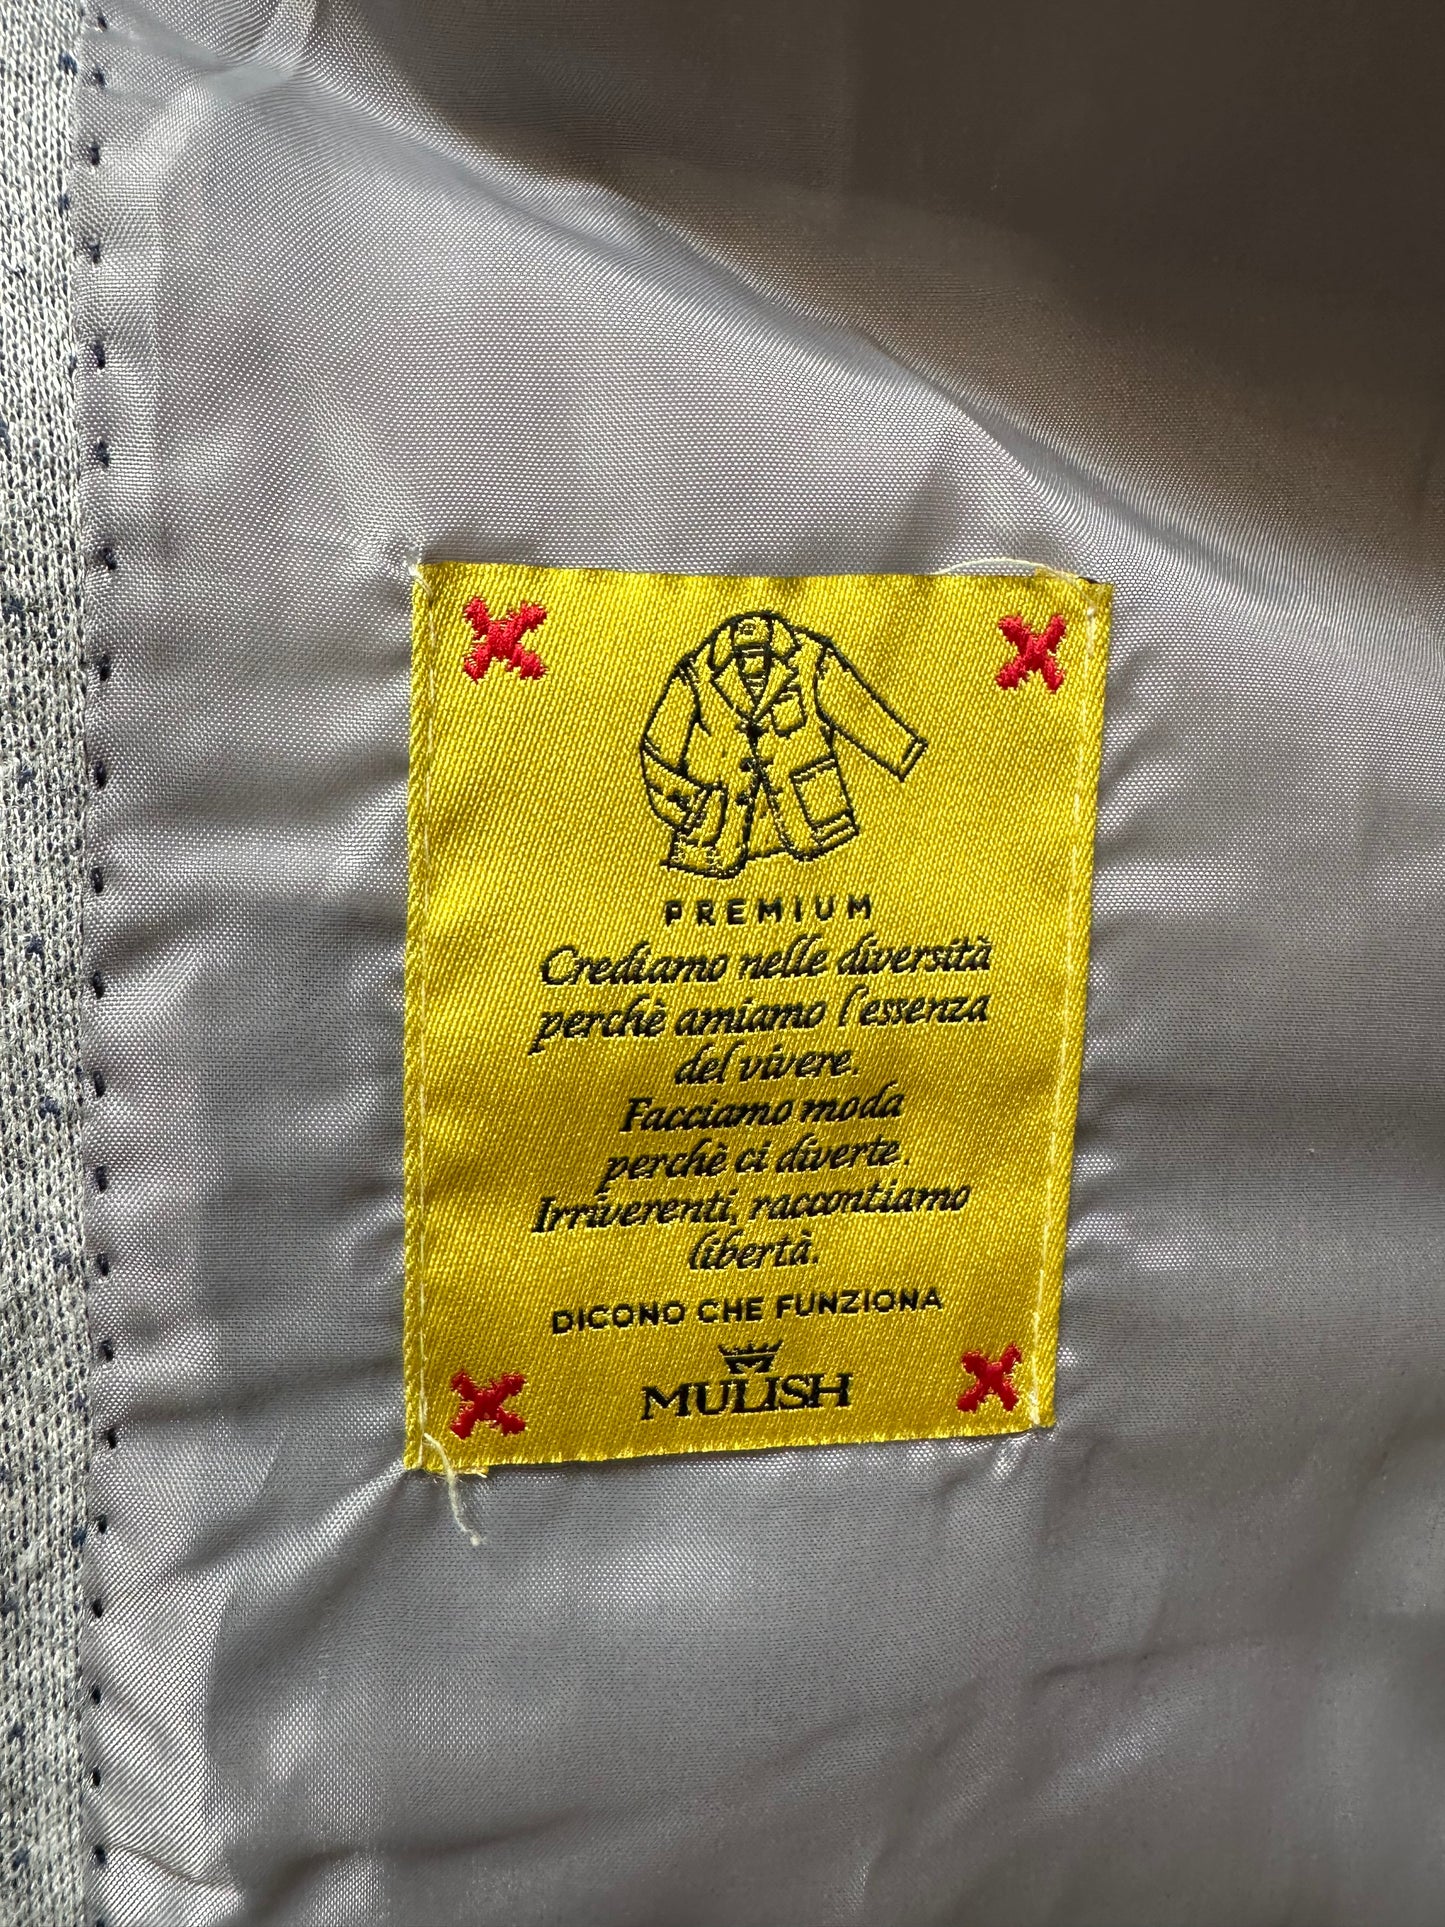 PREMIUM
Crediamo nelle diversità
perchè amiamo l'essenza
del vivere.
Facciamo moda
perchè ci diverte.
Irriverenti, raccontiamo
libertà.
DICONO CHE FUNZIONA
MULISH